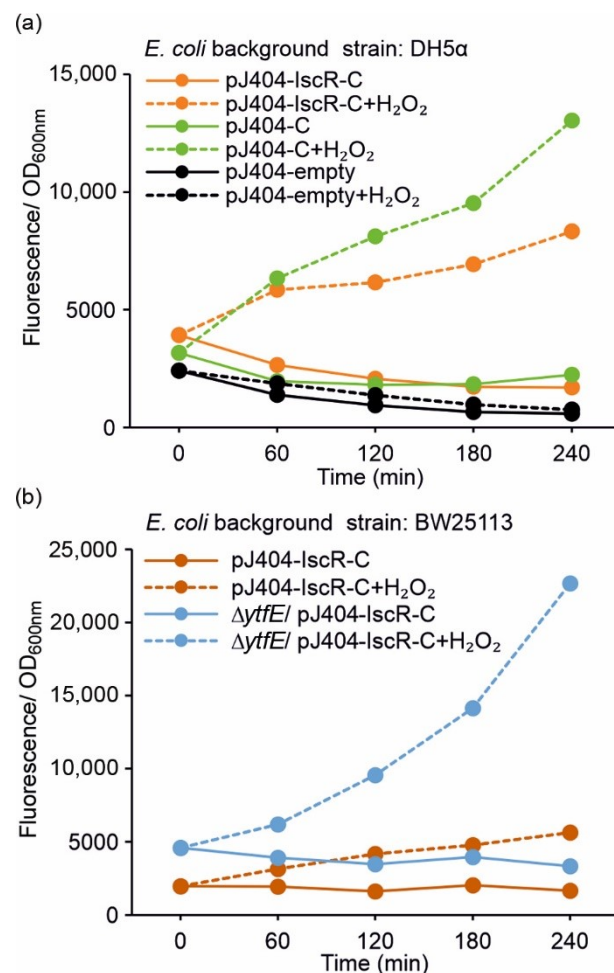 (a)
E. coli background strain: DH5α
15,000
pJ404-IscR-C
pJ404-IscR-C+H₂O₂
pJ404-C
pJ404-C+H₂O₂
pJ404-empty
pJ404-empty+H₂O₂
10,000
5000
0
Fluorescence/ OD600nm
0 60 120 180 240
Time (min)
(b)
E. coli background strain: BW25113
25,000
pJ404-IscR-C
pJ404-IscR-C+H₂O₂
ΔytfE/ pJ404-IscR-C
ΔytfE/ pJ404-IscR-C+H₂O₂
20,000
15,000
10,000
5000
0
Fluorescence/ OD600nm
0 60 120 180 240
Time (min)